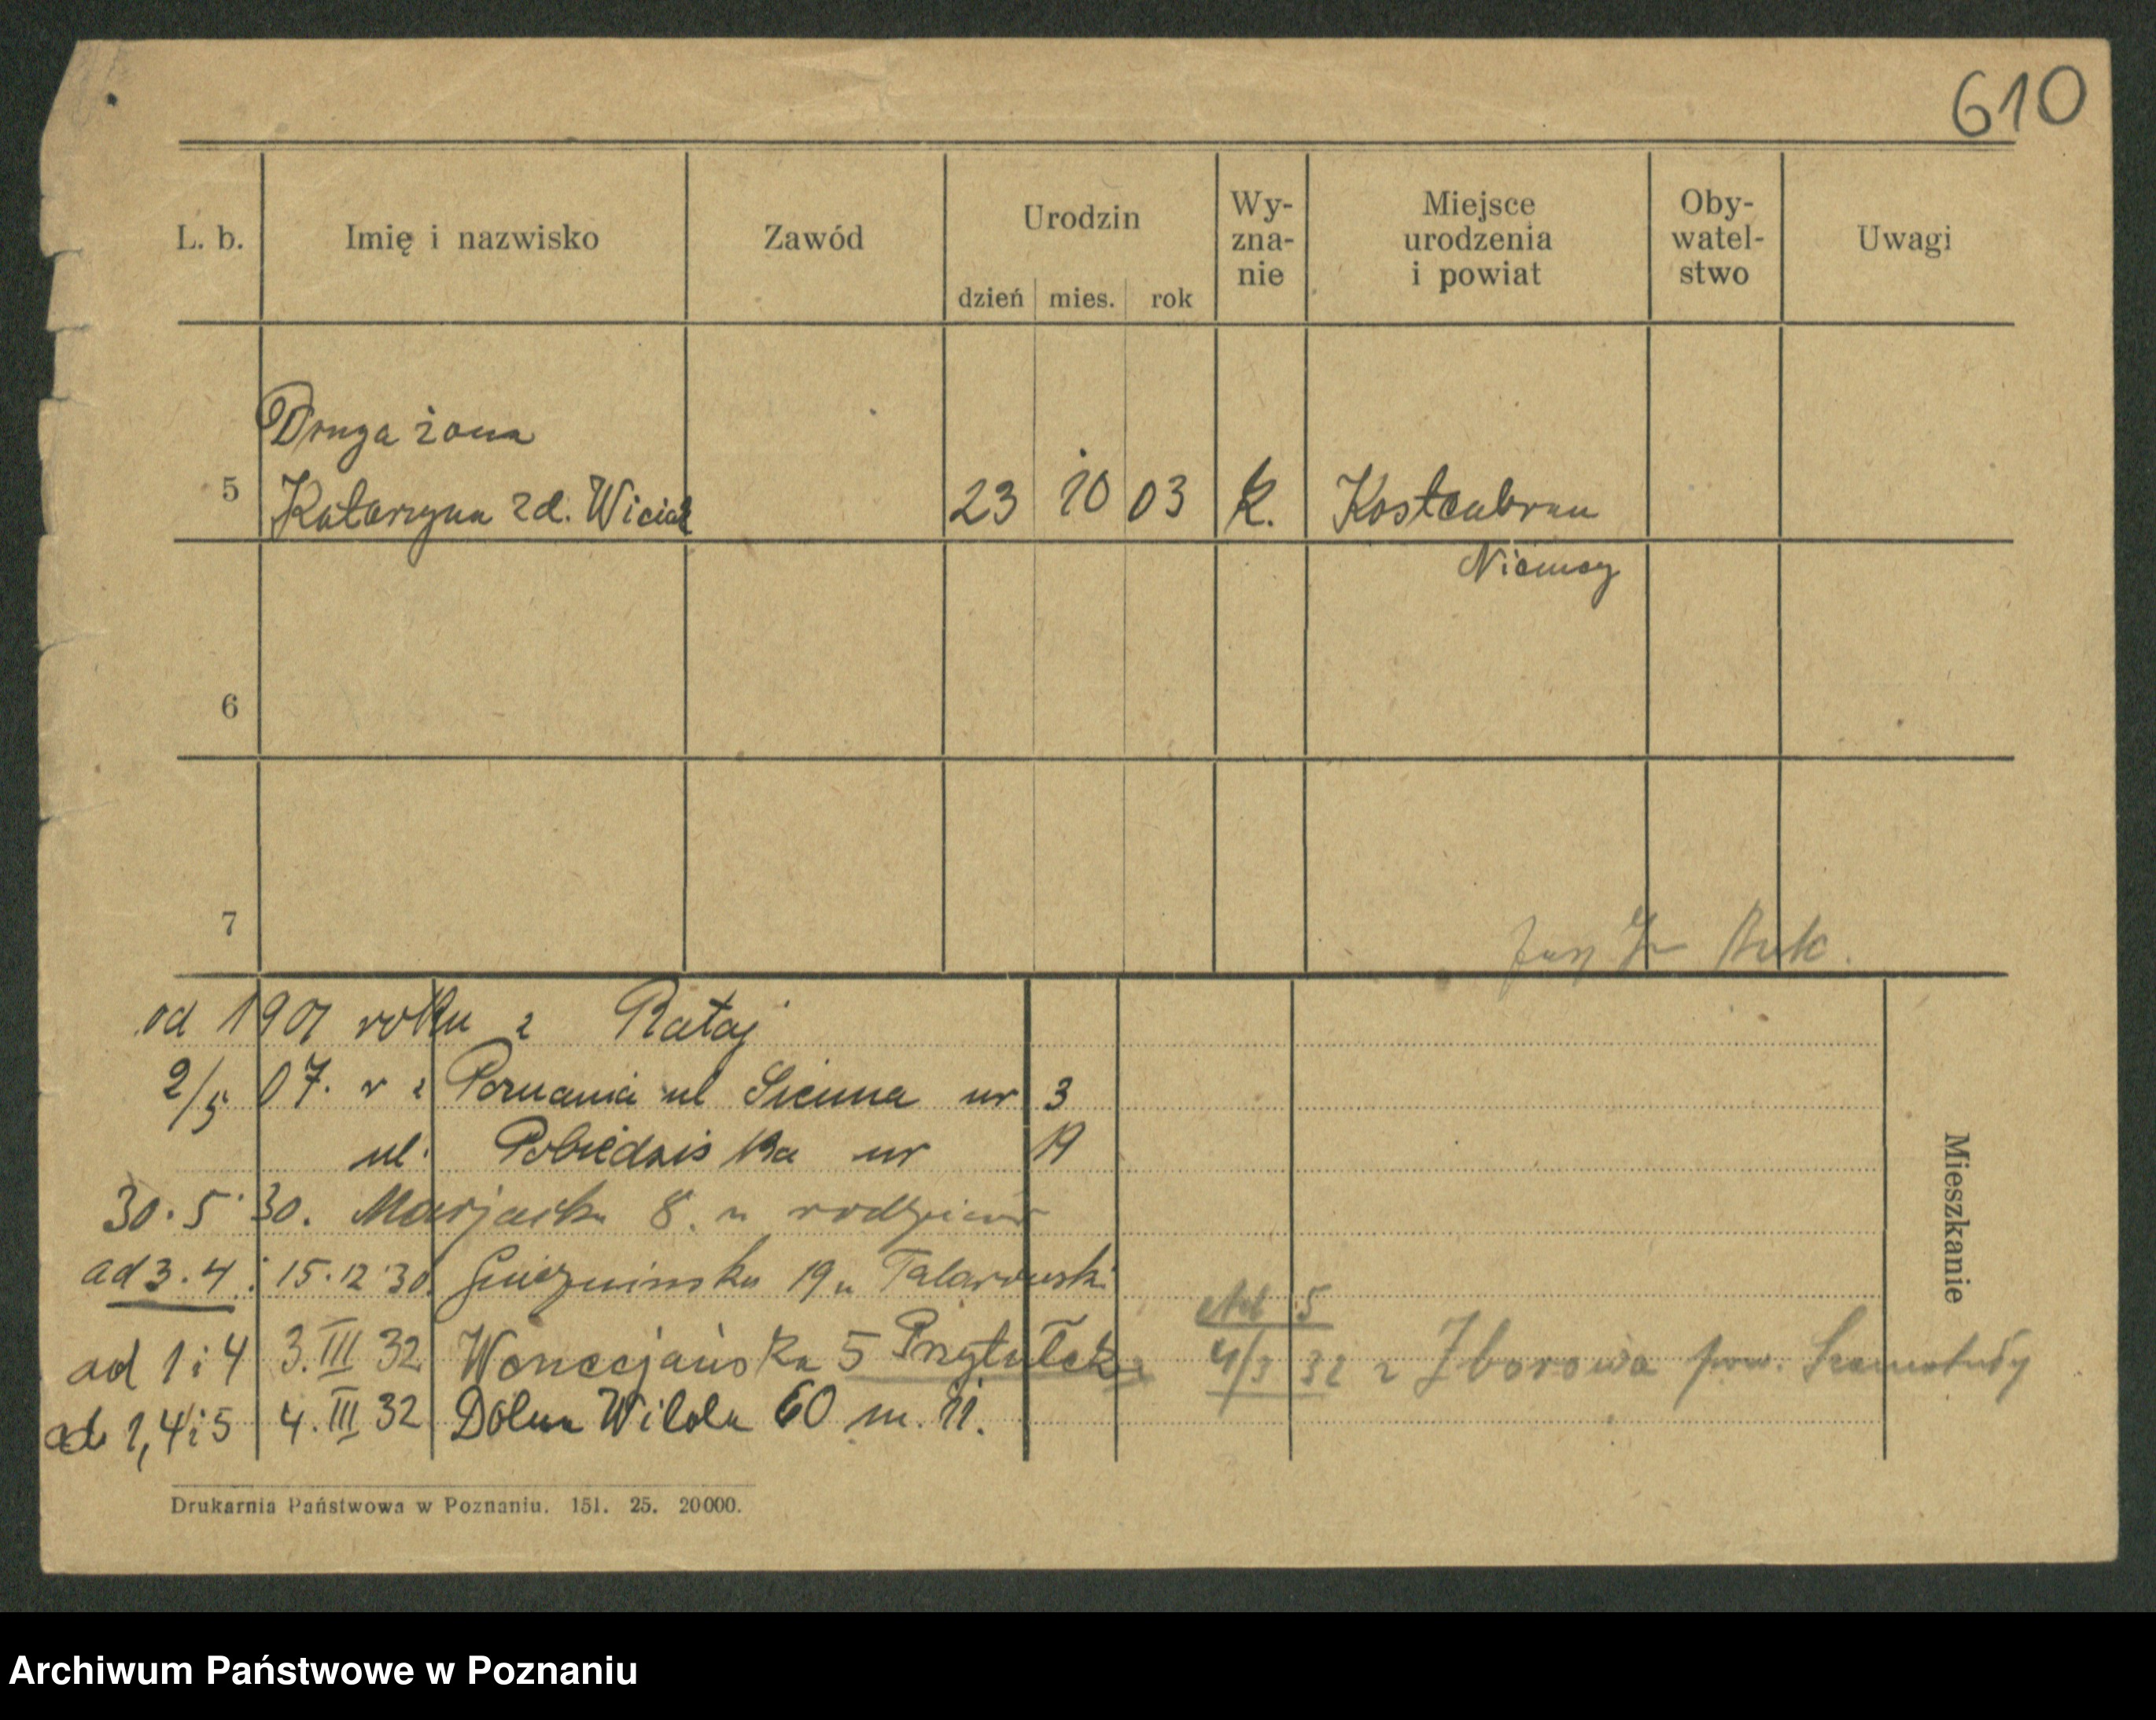 610
L. b. Imię i nazwisko Zawód Urodzin dzień mies. rok Wy-zna-nie Miejsce urodzenia i powiat Oby-watel-stwo Uwagi
Druga żona
5 Katarzyna zd. Wiciak 23 10 03 k. Kostenbrau
Niemcy
6
7
Buk.
od 1901 roku z Rataj
2/5 07. r z Poznania ul Sienna nr 3
ul. Pobiedziska nr 19
30. 5 30. Marjacka 8. u rodziców
ad 3. 4. 15.12 30. Gniezninska 19 u Talarowski
Ad 5
ad 1 i 4 3. III 32 Wenecjańska 5 Przytułek 4/3 32 z Zborowa pow. Szamotuły
ad 1, 4 i 5 4. III 32 Dolna Wilda 60 m. 11.
Mieszkanie
Drukarnia Państwowa w Poznaniu. 151. 25. 20000.
Archiwum Państwowe w Poznaniu